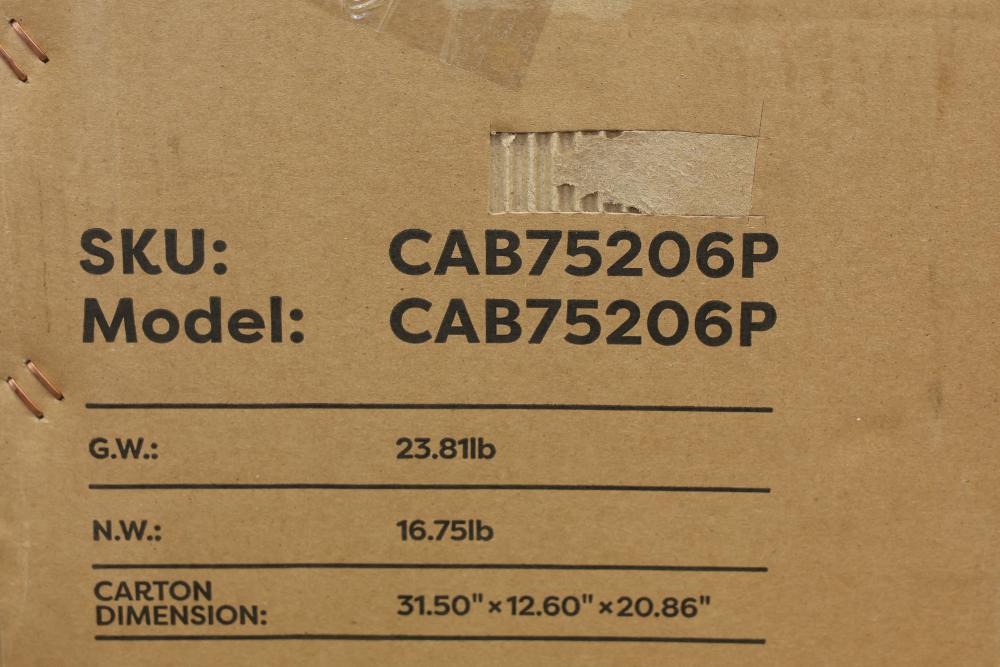 SKU: CAB75206P
Model: CAB75206P
G.W.: 23.81lb
N.W.: 16.75lb
CARTON
DIMENSION: 31.50"×12.60"×20.86"